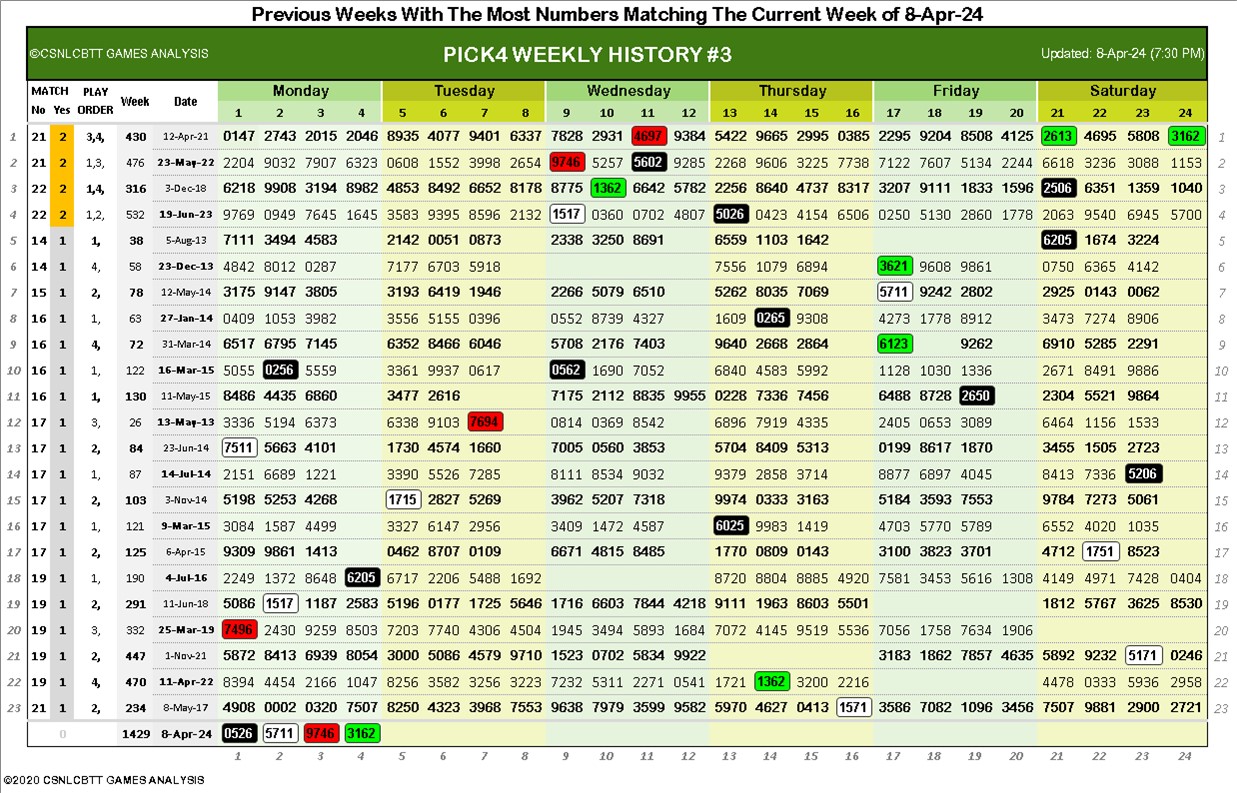 Previous Weeks With The Most Numbers Matching The Current Week of 8-Apr-24
©CSNLCBTT GAMES ANALYSIS PICK4 WEEKLY HISTORY #3 Updated: 8-Apr-24 (7:30 PM)
MATCH PLAY Week Date Monday Tuesday Wednesday Thursday Friday Saturday
No Yes ORDER 1 2 3 4 5 6 7 8 9 10 11 12 13 14 15 16 17 18 19 20 21 22 23 24
1 21 2 3,4, 430 12-Apr-21 0147 2743 2015 2046 8935 4077 9401 6337 7828 2931 4697 9384 5422 9665 2995 0385 2295 9204 8508 4125 2613 4695 5808 3162 1
2 21 2 1,3, 476 23-May-22 2204 9032 7907 6323 0608 1552 3998 2654 9746 5257 5602 9285 2268 9606 3225 7738 7122 7607 5134 2244 6618 3236 3088 1153 2
3 22 2 1,4, 316 3-Dec-18 6218 9908 3194 8982 4853 8492 6652 8178 8775 1362 6642 5782 2256 8640 4737 8317 3207 9111 1833 1596 2506 6351 1359 1040 3
4 22 2 1,2, 532 19-Jun-23 9769 0949 7645 1645 3583 9395 8596 2132 1517 0360 0702 4807 5026 0423 4154 6506 0250 5130 2860 1778 2063 9540 6945 5700 4
5 14 1 1, 38 5-Aug-13 7111 3494 4583 2142 0051 0873 2338 3250 8691 6559 1103 1642 6205 1674 3224 5
6 14 1 4, 58 23-Dec-13 4842 8012 0287 7177 6703 5918 7556 1079 6894 3621 9608 9861 0750 6365 4142 6
7 15 1 2, 78 12-May-14 3175 9147 3805 3193 6419 1946 2266 5079 6510 5262 8035 7069 5711 9242 2802 2925 0143 0062 7
8 16 1 1, 63 27-Jan-14 0409 1053 3982 3556 5155 0396 0552 8739 4327 1609 0265 9308 4273 1778 8912 3473 7274 8906 8
9 16 1 4, 72 31-Mar-14 6517 6795 7145 6352 8466 6046 5708 2176 7403 9640 2668 2864 6123 9262 6910 5285 2291 9
10 16 1 1, 122 16-Mar-15 5055 0256 5559 3361 9937 0617 0562 1690 7052 6840 4583 5992 1128 1030 1336 2671 8491 9886 10
11 16 1 1, 130 11-May-15 8486 4435 6860 3477 2616 7175 2112 8835 9955 0228 7336 7456 6488 8728 2650 2304 5521 9864 11
12 17 1 3, 26 13-May-13 3336 5194 6373 6338 9103 7694 0814 0369 8542 6896 7919 4335 2405 0653 3089 6464 1156 1533 12
13 17 1 2, 84 23-Jun-14 7511 5663 4101 1730 4574 1660 7005 0560 3853 5704 8409 5313 0199 8617 1870 3455 1505 2723 13
14 17 1 1, 87 14-Jul-14 2151 6689 1221 3390 5526 7285 8111 8534 9032 9379 2858 3714 8877 6897 4045 8413 7336 5206 14
15 17 1 2, 103 3-Nov-14 5198 5253 4268 1715 2827 5269 3962 5207 7318 9974 0333 3163 5184 3593 7553 9784 7273 5061 15
16 17 1 1, 121 9-Mar-15 3084 1587 4499 3327 6147 2956 3409 1472 4587 6025 9983 1419 4703 5770 5789 6552 4020 1035 16
17 17 1 2, 125 6-Apr-15 9309 9861 1413 0462 8707 0109 6671 4815 8485 1770 0809 0143 3100 3823 3701 4712 1751 8523 17
18 19 1 1, 190 4-Jul-16 2249 1372 8648 6205 6717 2206 5488 1692 8720 8804 8885 4920 7581 3453 5616 1308 4149 4971 7428 0404 18
19 19 1 2, 291 11-Jun-18 5086 1517 1187 2583 5196 0177 1725 5646 1716 6603 7844 4218 9111 1963 8603 5501 1812 5767 3625 8530 19
20 19 1 3, 332 25-Mar-19 7496 2430 9259 8503 7203 7740 4306 4504 1945 3494 5893 1684 7072 4145 9519 5536 7056 1758 7634 1906 20
21 19 1 2, 447 1-Nov-21 5872 8413 6939 8054 3000 5086 4579 9710 1523 0702 5834 9922 3183 1862 7857 4635 5892 9232 5171 0246 21
22 19 1 4, 470 11-Apr-22 8394 4454 2166 1047 8256 3582 3256 3223 7232 5311 2271 0541 1721 1362 3200 2216 4478 0333 5936 2958 22
23 21 1 2, 234 8-May-17 4908 0002 0320 7507 8250 4323 3968 7553 9638 7979 3599 9582 5970 4627 0413 1571 3586 7082 1096 3456 7507 9881 2900 2721 23
0 1429 8-Apr-24 0526 5711 9746 3162
1 2 3 4 5 6 7 8 9 10 11 12 13 14 15 16 17 18 19 20 21 22 23 24
©2020 CSNLCBTT GAMES ANALYSIS